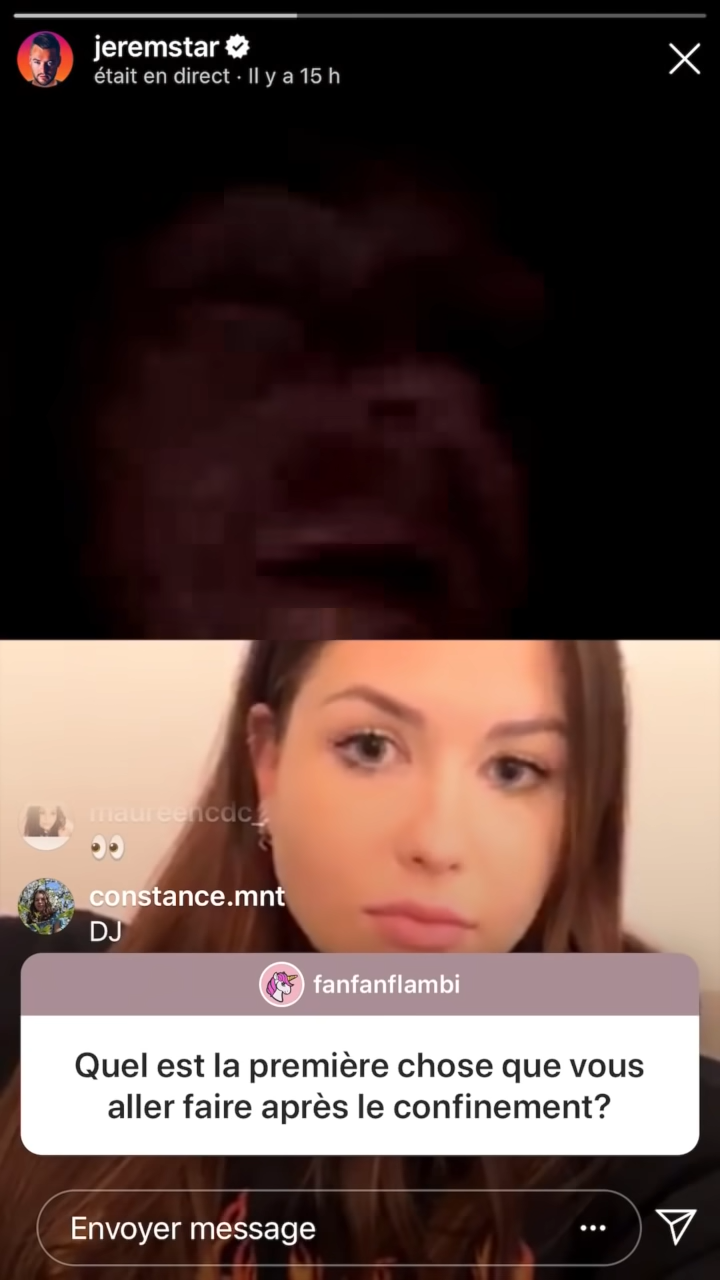 jeremstar
était en direct · Il y a 15 h
maureencdc_
👀
constance.mnt
DJ
fanfanflambi
Quel est la première chose que vous
aller faire après le confinement?
Envoyer message